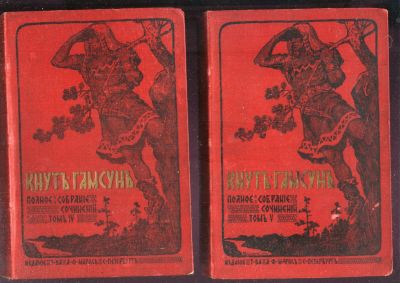 КНУТЪ ГАМСУНЪ
ПОЛНОЕ СОБРАНІЕ
СОЧИНЕНІЙ
ТОМЪ IV
ИЗДАНІЕ Т-ВА А·Ф·МАРКСЪ С·ПЕТЕРБУРГЪ
КНУТЪ ГАМСУНЪ
ПОЛНОЕ СОБРАНІЕ
СОЧИНЕНІЙ
ТОМЪ V
ИЗДАНІЕ Т-ВА А·Ф·МАРКСЪ С·ПЕТЕРБУРГЪ